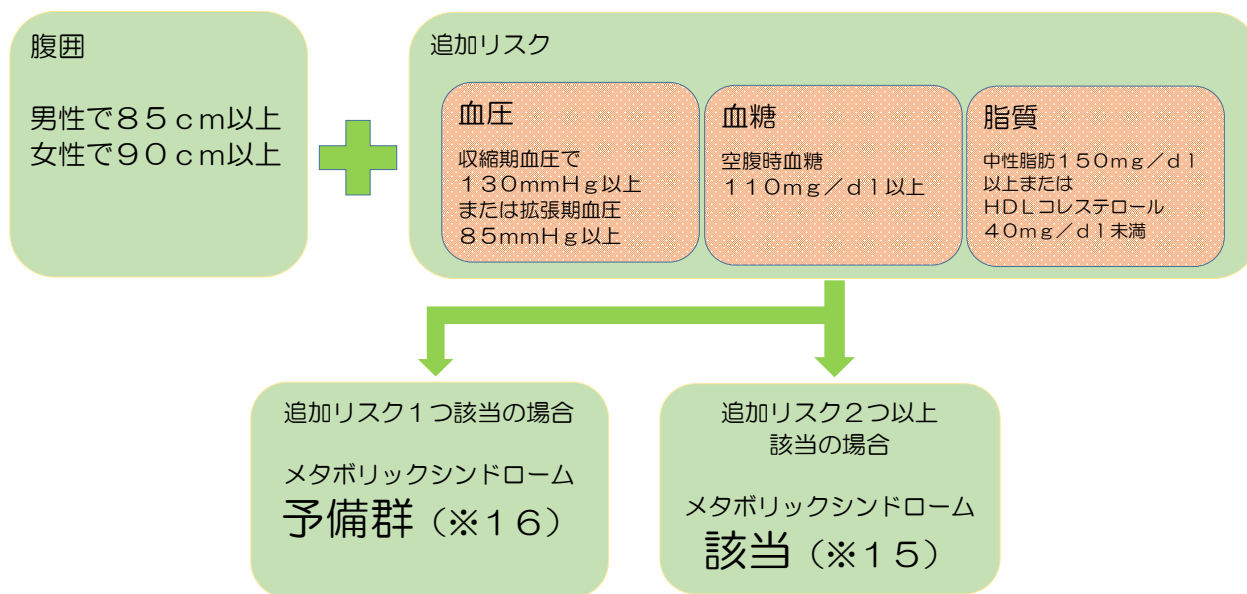 腹囲
男性で８５ｃｍ以上
女性で９０ｃｍ以上
追加リスク
血圧
収縮期血圧で
１３０ｍｍＨｇ以上
または拡張期血圧
８５ｍｍＨｇ以上
血糖
空腹時血糖
１１０ｍｇ／ｄｌ以上
脂質
中性脂肪１５０ｍｇ／ｄｌ
以上または
ＨＤＬコレステロール
４０ｍｇ／ｄｌ未満
追加リスク１つ該当の場合
メタボリックシンドローム
予備群（※１６）
追加リスク２つ以上
該当の場合
メタボリックシンドローム
該当（※１５）